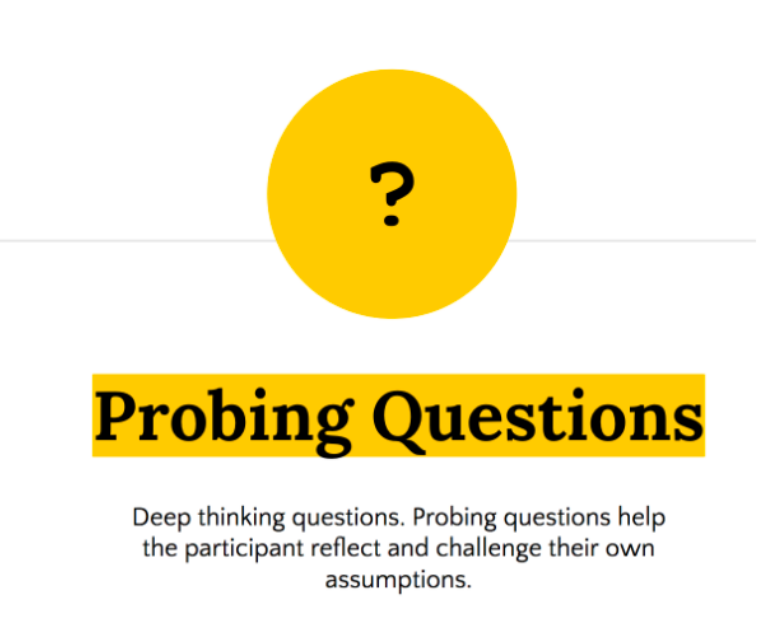 ?
Probing Questions
Deep thinking questions. Probing questions help
the participant reflect and challenge their own
assumptions.